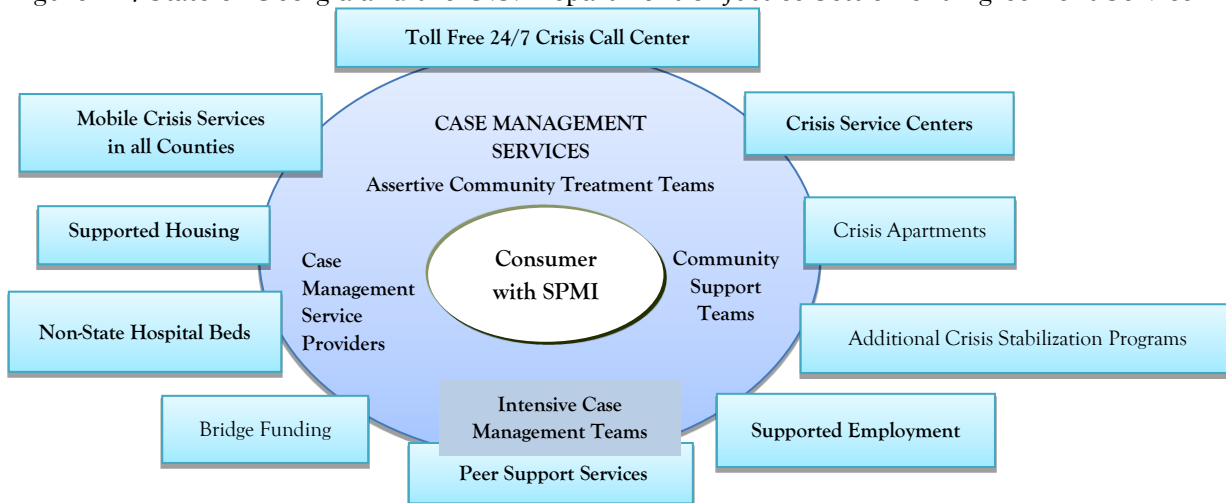 Toll Free 24/7 Crisis Call Center
Mobile Crisis Services
in all Counties
CASE MANAGEMENT
SERVICES
Crisis Service Centers
Assertive Community Treatment Teams
Supported Housing
Crisis Apartments
Case
Management
Service
Providers
Consumer
with SPMI
Community
Support
Teams
Non-State Hospital Beds
Additional Crisis Stabilization Programs
Bridge Funding
Intensive Case
Management Teams
Supported Employment
Peer Support Services